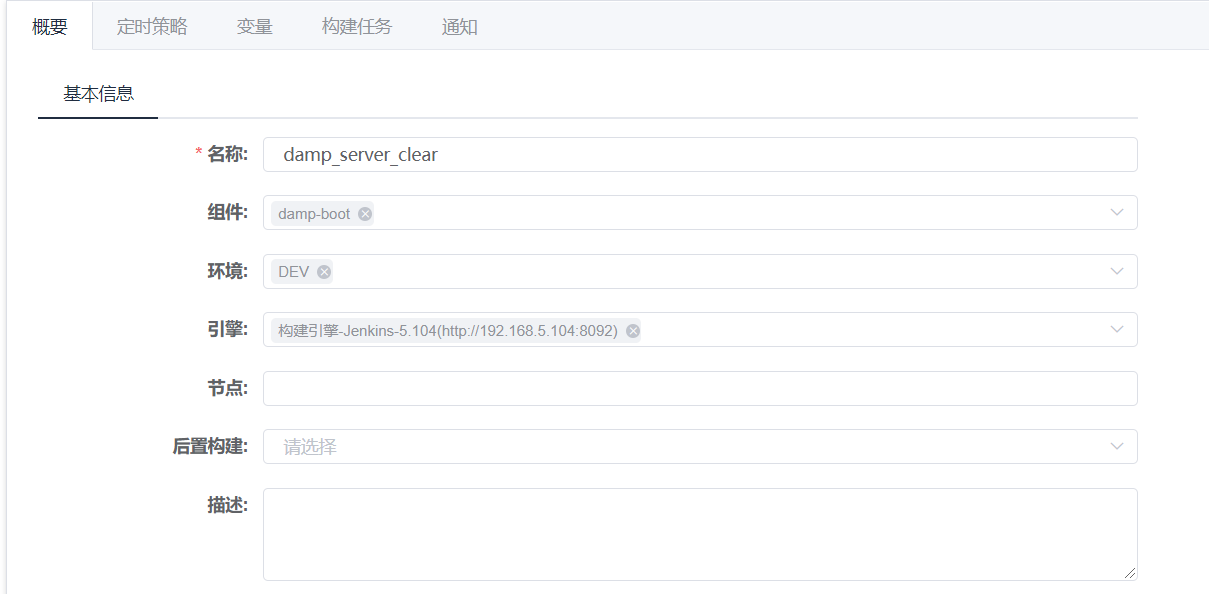 概要 定时策略 变量 构建任务 通知
基本信息
* 名称: damp_server_clear
组件: damp-boot
环境: DEV
引擎: 构建引擎-Jenkins-5.104(http://192.168.5.104:8092)
节点:
后置构建: 请选择
描述: